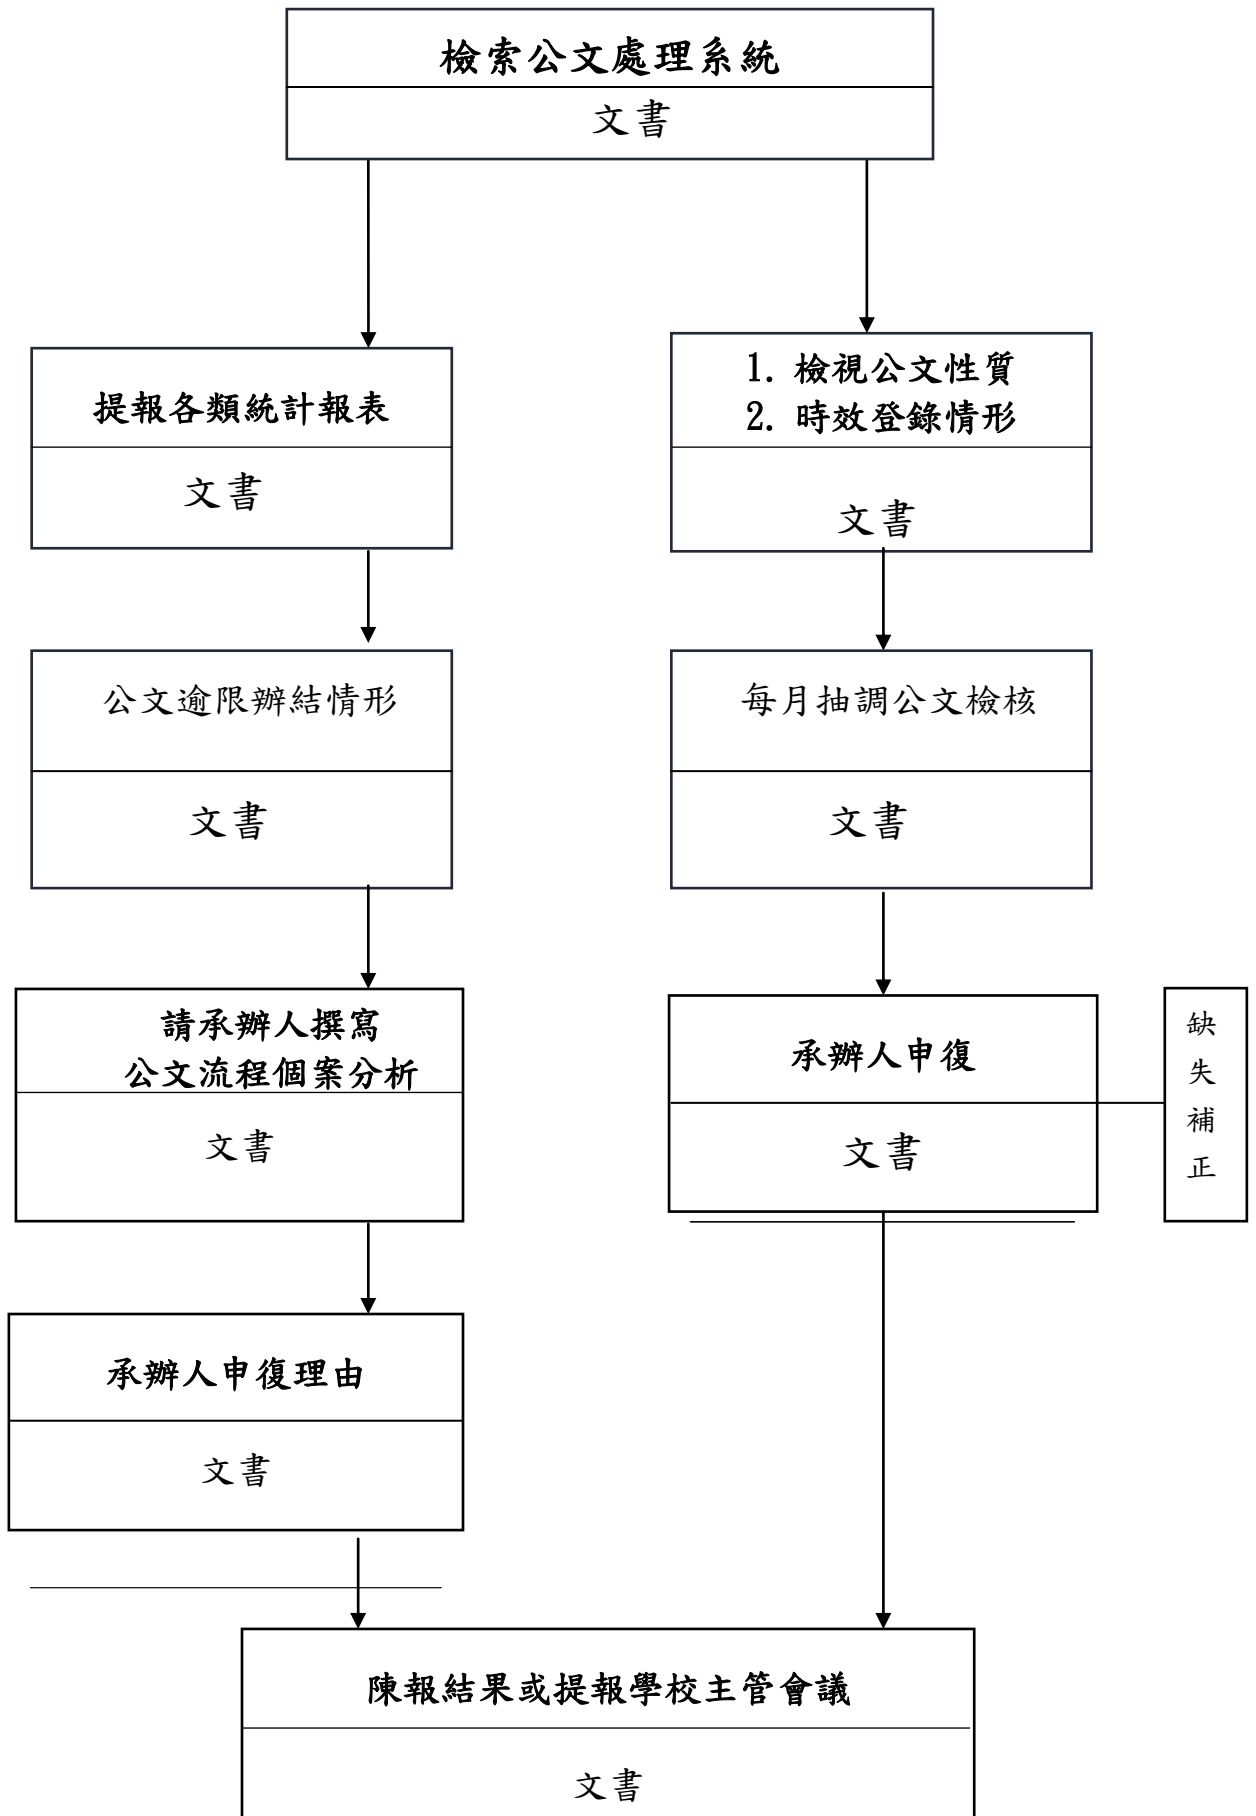 檢索公文處理系統
文書
提報各類統計報表
文書
1. 檢視公文性質
2. 時效登錄情形
文書
公文逾限辦結情形
文書
每月抽調公文檢核
文書
請承辦人撰寫
公文流程個案分析
文書
承辦人申復
文書
缺
失
補
正
承辦人申復理由
文書
陳報結果或提報學校主管會議
文書